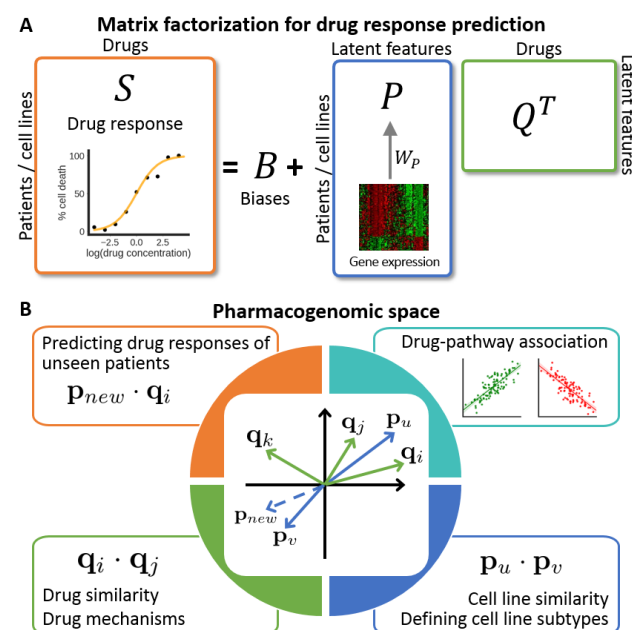 A Matrix factorization for drug response prediction
Drugs
Latent features
Drugs
Patients / cell lines
S
Drug response
% cell death
100
50
0
−2.5 0.0 2.5
log(drug concentration)
= B +
Biases
Patients / cell lines
P
W_P
Gene expression
Q^T
Latent features
B Pharmacogenomic space
Predicting drug responses of
unseen patients
p_new · q_i
Drug-pathway association
q_k
q_j
p_u
q_i
p_new
p_v
q_i · q_j
Drug similarity
Drug mechanisms
p_u · p_v
Cell line similarity
Defining cell line subtypes